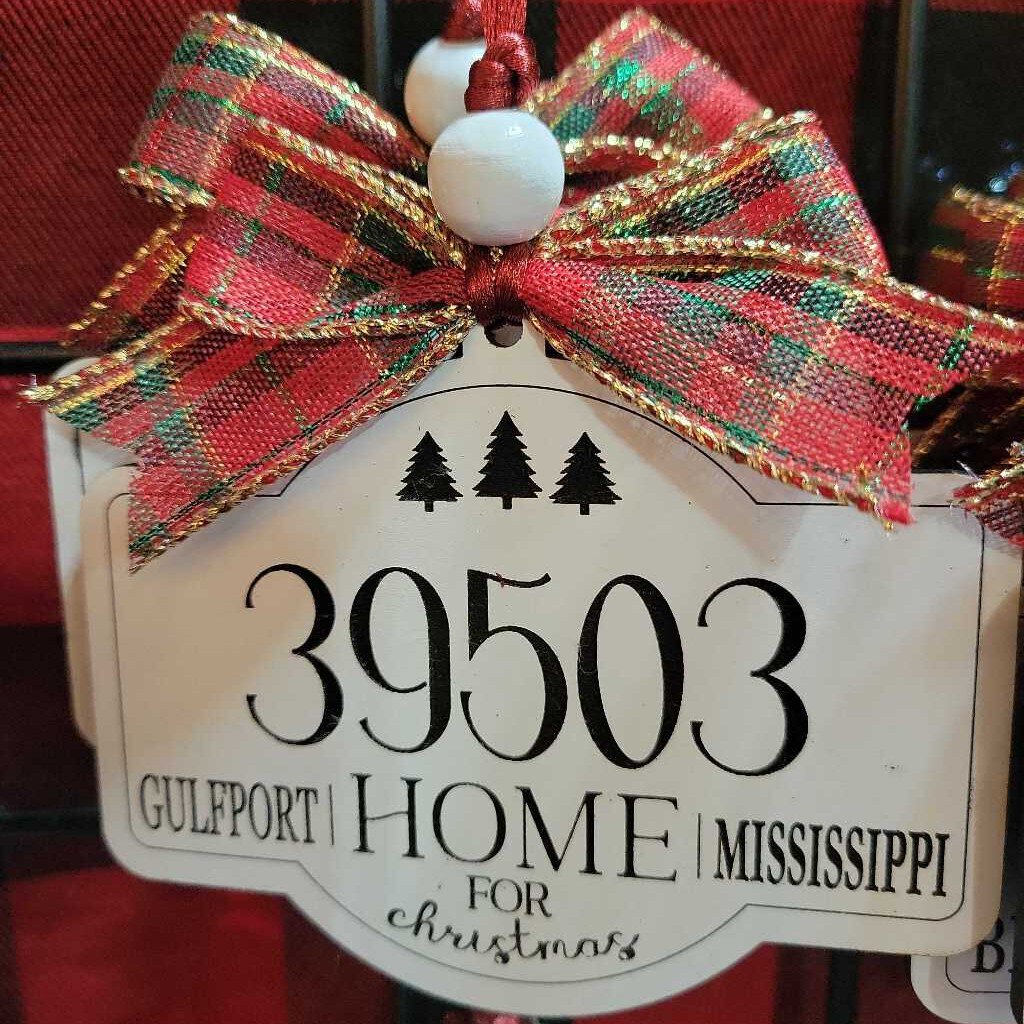 39503
GULFPORT | HOME | MISSISSIPPI
FOR
christmas